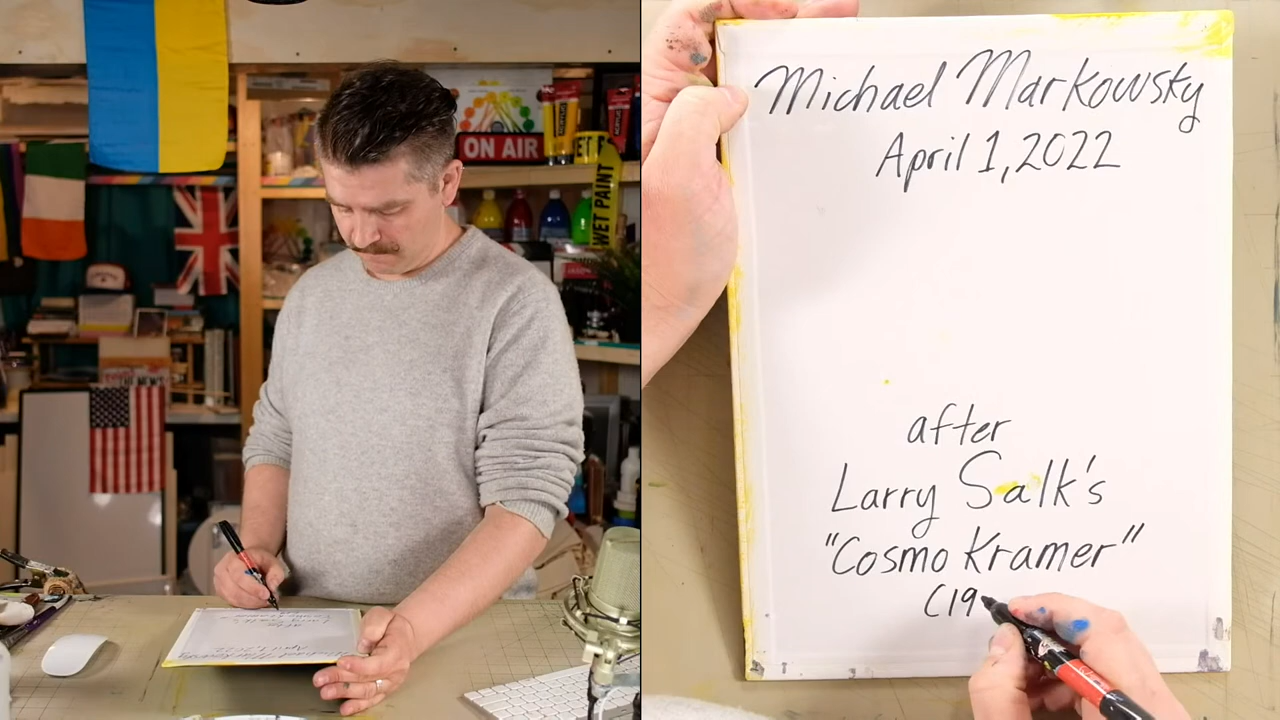 ON AIR
WET PAINT
Michael Markowsky
April 1, 2022
after
Larry Salk's
"Cosmo Kramer"
(19